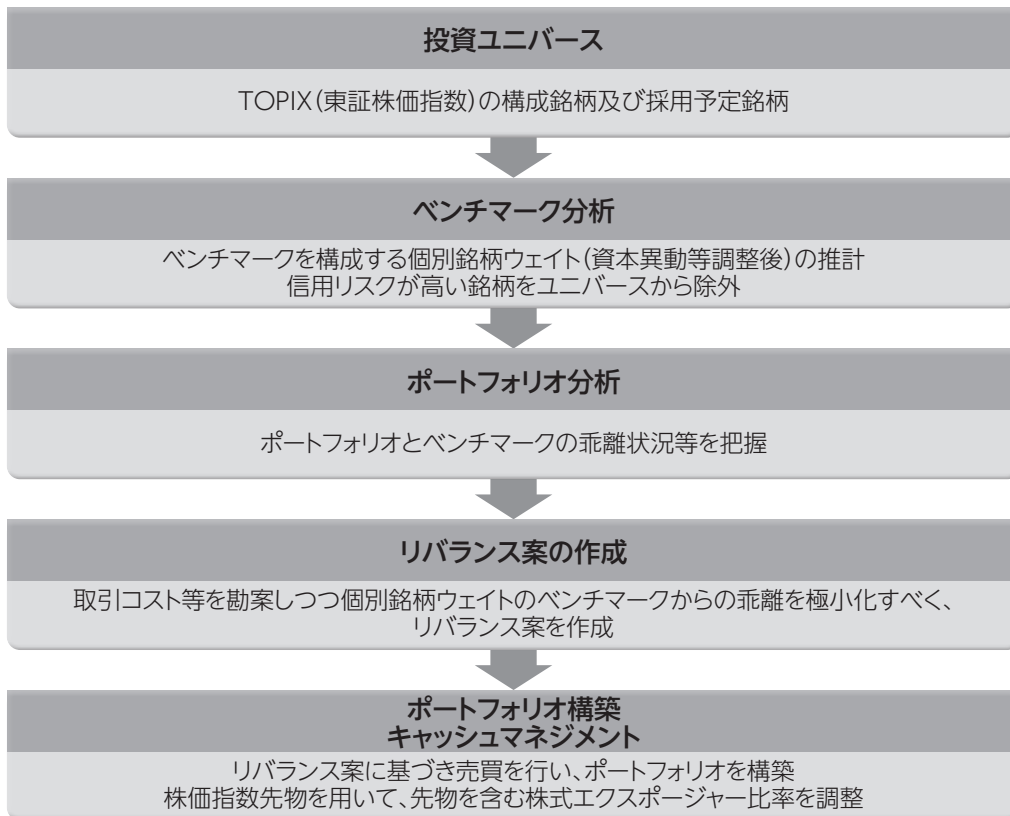 投資ユニバース
TOPIX(東証株価指数)の構成銘柄及び採用予定銘柄
ベンチマーク分析
ベンチマークを構成する個別銘柄ウェイト(資本異動等調整後)の推計
信用リスクが高い銘柄をユニバースから除外
ポートフォリオ分析
ポートフォリオとベンチマークの乖離状況等を把握
リバランス案の作成
取引コスト等を勘案しつつ個別銘柄ウェイトのベンチマークからの乖離を極小化すべく、
リバランス案を作成
ポートフォリオ構築
キャッシュマネジメント
リバランス案に基づき売買を行い、ポートフォリオを構築
株価指数先物を用いて、先物を含む株式エクスポージャー比率を調整